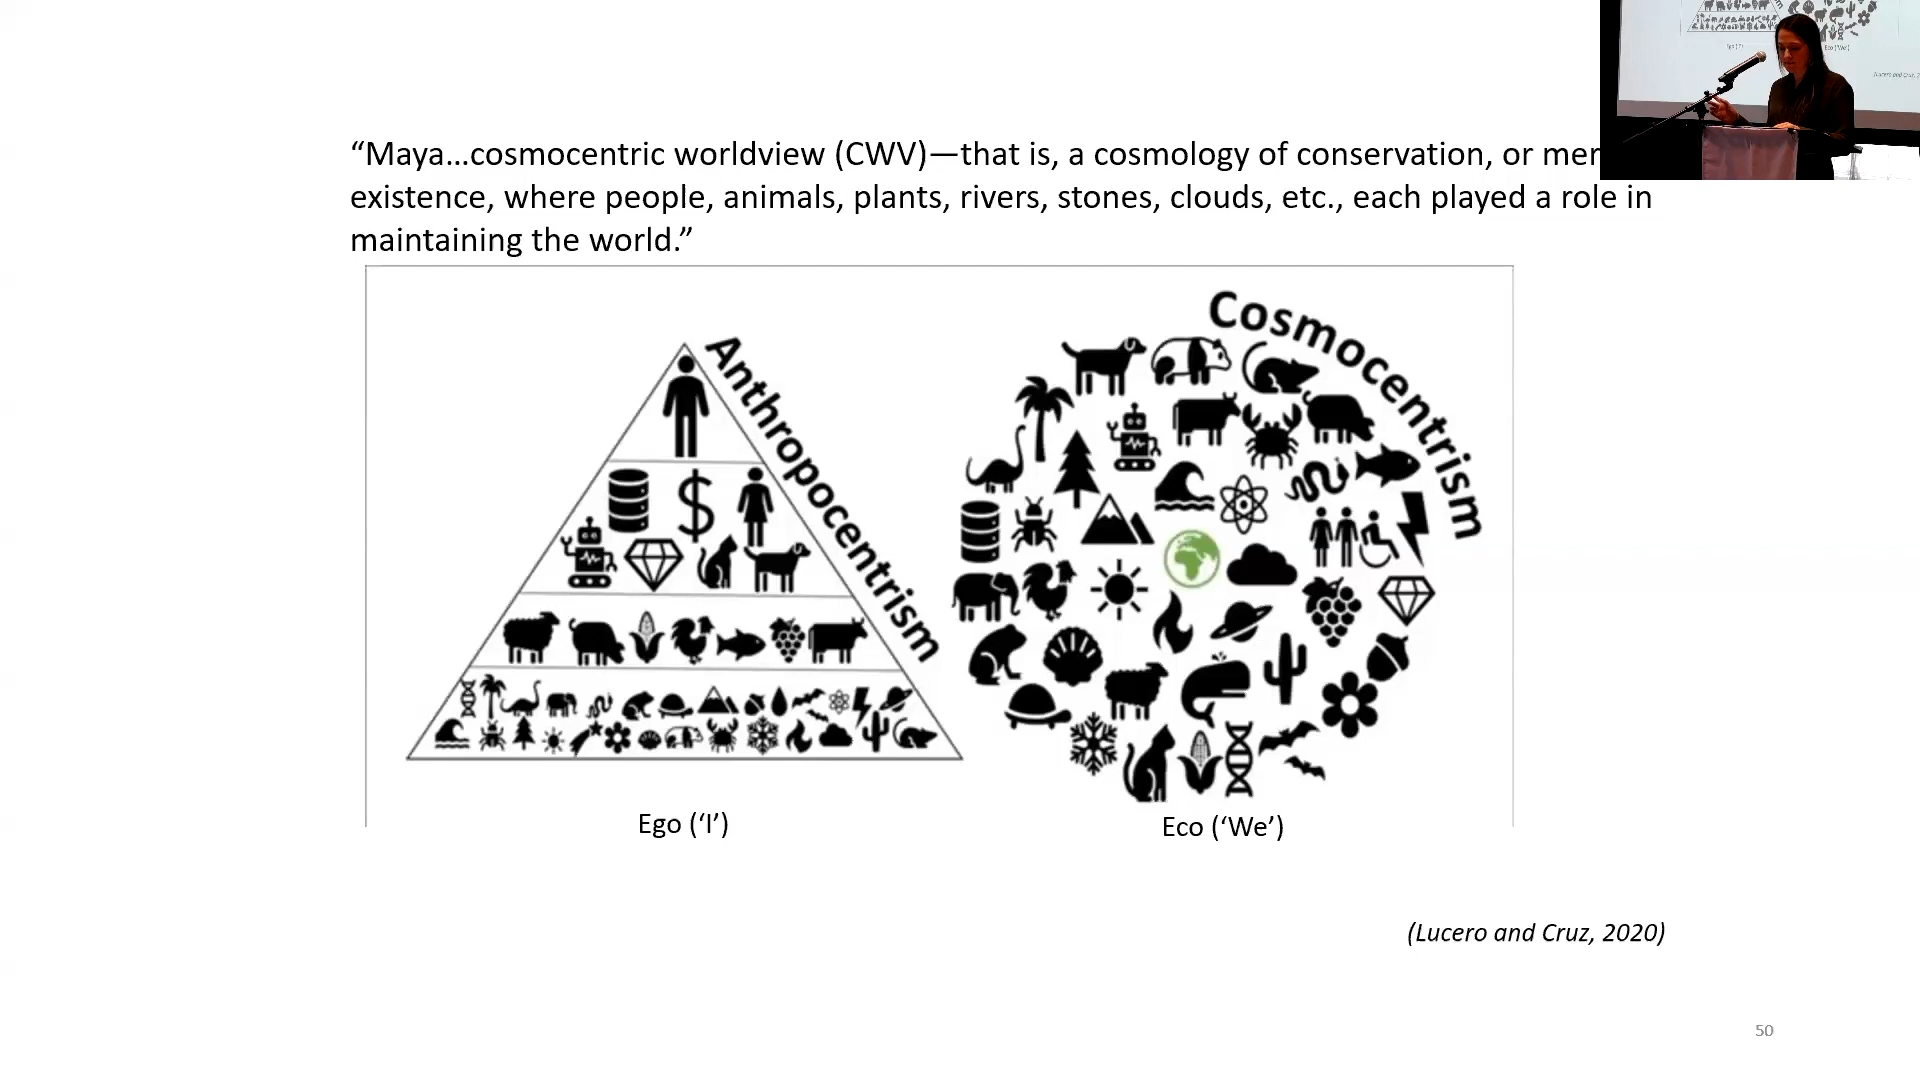 “Maya…cosmocentric worldview (CWV)—that is, a cosmology of conservation, or
existence, where people, animals, plants, rivers, stones, clouds, etc., each played a role in
maintaining the world.”
Anthropocentrism
Cosmocentrism
$
Ego (‘I’)
Eco (‘We’)
(Lucero and Cruz, 2020)
50